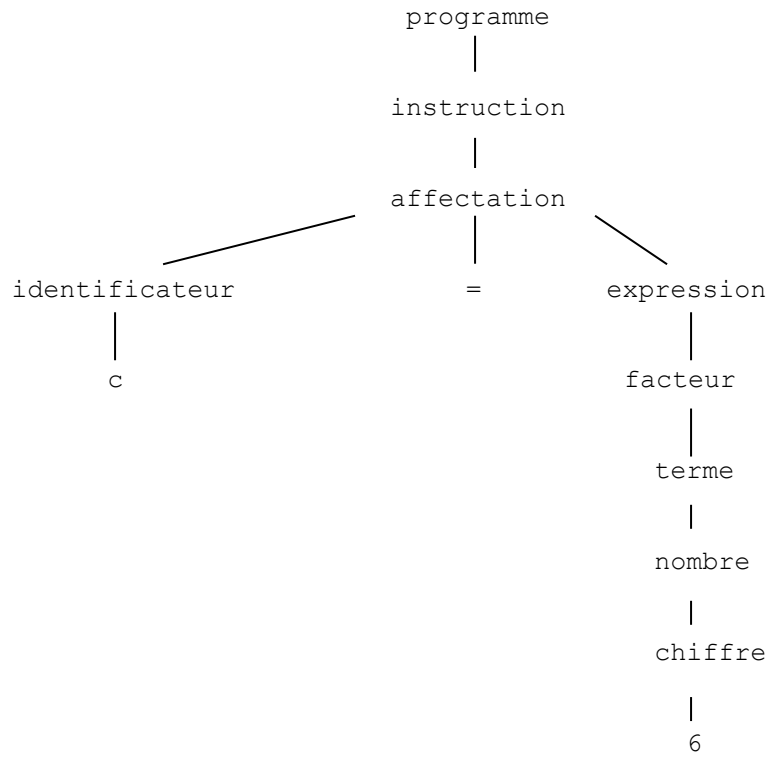 programme
instruction
affectation
identificateur = expression
c facteur
terme
nombre
chiffre
6